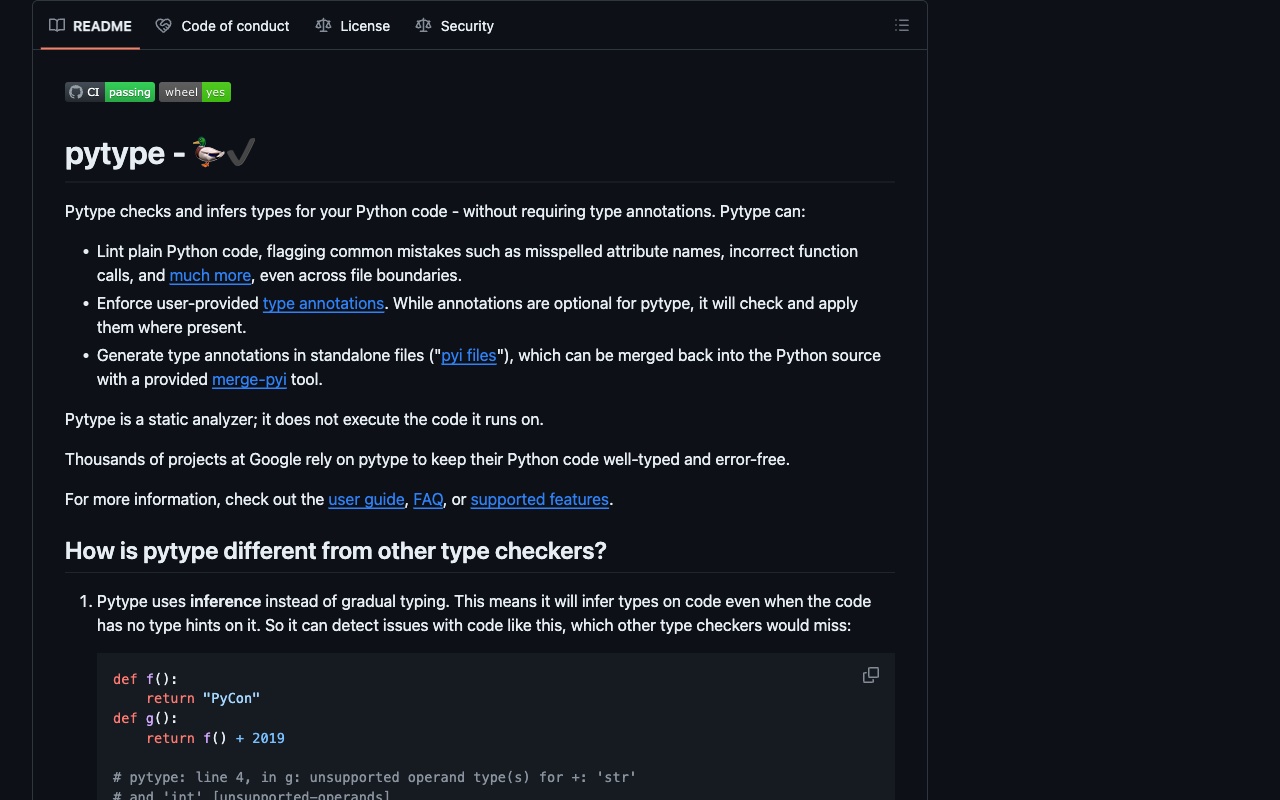 README Code of conduct License Security
CI passing wheel yes
pytype - 🦆✔
Pytype checks and infers types for your Python code - without requiring type annotations. Pytype can:
• Lint plain Python code, flagging common mistakes such as misspelled attribute names, incorrect function
calls, and much more, even across file boundaries.
• Enforce user-provided type annotations. While annotations are optional for pytype, it will check and apply
them where present.
• Generate type annotations in standalone files ("pyi files"), which can be merged back into the Python source
with a provided merge-pyi tool.
Pytype is a static analyzer; it does not execute the code it runs on.
Thousands of projects at Google rely on pytype to keep their Python code well-typed and error-free.
For more information, check out the user guide, FAQ, or supported features.
How is pytype different from other type checkers?
1. Pytype uses inference instead of gradual typing. This means it will infer types on code even when the code
has no type hints on it. So it can detect issues with code like this, which other type checkers would miss:
def f():
    return "PyCon"
def g():
    return f() + 2019
# pytype: line 4, in g: unsupported operand type(s) for +: 'str'
# and 'int' [unsupported-operands]